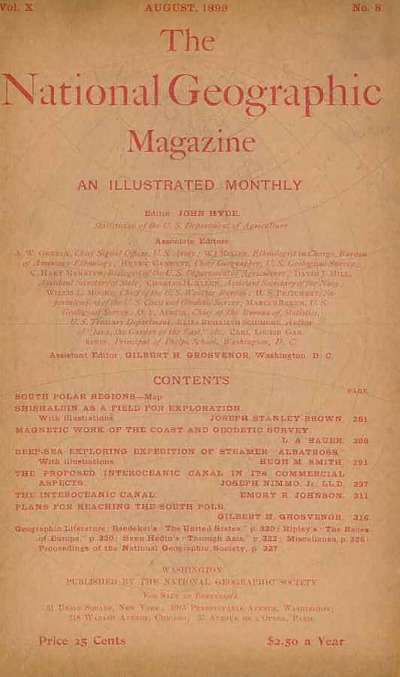 Vol. X AUGUST, 1899 No. 8
The
National Geographic
Magazine
AN ILLUSTRATED MONTHLY
Editor: JOHN HYDE,
Statistician of the U. S. Department of Agriculture
Associate Editors
A. W. GREELY, Chief Signal Officer, U. S. Army; W J McGEE, Ethnologist in Charge, Bureau
of American Ethnology; HENRY GANNETT, Chief Geographer, U. S. Geological Survey;
C. HART MERRIAM, Biologist of the U. S. Department of Agriculture; DAVID J. HILL,
Assistant Secretary of State; CHARLES H. ALLEN, Assistant Secretary of the Navy;
WILLIS L. MOORE, Chief of the U. S. Weather Bureau; H. S. PRITCHETT, Su-
perintendent of the U. S. Coast and Geodetic Survey; MARCUS BAKER, U. S.
Geological Survey; O. P. AUSTIN, Chief of the Bureau of Statistics,
U. S. Treasury Department; ELIZA RUHAMAH SCIDMORE, Author
of "Java, the Garden of the East," etc.; CARL LOUISE GAR-
RISON, Principal of Phelps School, Washington, D. C.
Assistant Editor: GILBERT H. GROSVENOR, Washington, D. C.
CONTENTS
PAGE
SOUTH POLAR REGIONS—Map
SHISHALDIN AS A FIELD FOR EXPLORATION.
With illustrations. JOSEPH STANLEY-BROWN. 281
MAGNETIC WORK OF THE COAST AND GEODETIC SURVEY.
L. A. BAUER. 288
DEEP-SEA EXPLORING EXPEDITION OF STEAMER "ALBATROSS."
With illustrations. HUGH M. SMITH. 291
THE PROPOSED INTEROCEANIC CANAL IN ITS COMMERCIAL
ASPECTS. JOSEPH NIMMO, Jr., LL.D. 297
THE INTEROCEANIC CANAL. EMORY R. JOHNSON. 311
PLANS FOR REACHING THE SOUTH POLE.
GILBERT H. GROSVENOR. 316
Geographic Literature: Baedeker's "The United States," p. 320; Ripley's "The Races
of Europe," p. 320; Sven Hedin's "Through Asia," p. 322; Miscellanea, p. 326;
Proceedings of the National Geographic Society, p. 327
WASHINGTON
PUBLISHED BY THE NATIONAL GEOGRAPHIC SOCIETY
FOR SALE AT BRENTANO'S:
31 UNION SQUARE, NEW YORK; 1015 PENNSYLVANIA AVENUE, WASHINGTON;
218 WABASH AVENUE, CHICAGO; 37 AVENUE DE L'OPERA, PARIS
Price 25 Cents $2.50 a Year